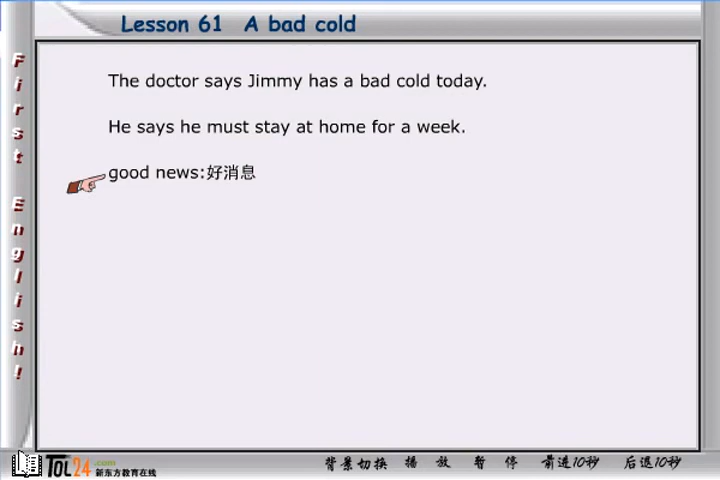 Lesson 61 A bad cold
First English!
The doctor says Jimmy has a bad cold today.
He says he must stay at home for a week.
good news:好消息
TOL24.com
新东方教育在线
背景切换 播 放 暂 停 前进10秒 后退10秒